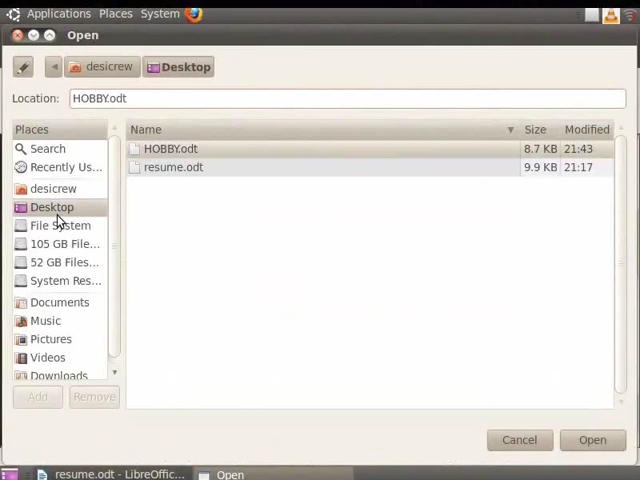 Applications Places System
Open
desicrew Desktop
Location: HOBBY.odt
Places Name Size Modified
Search HOBBY.odt 8.7 KB 21:43
Recently Us... resume.odt 9.9 KB 21:17
desicrew
Desktop
File System
105 GB File...
52 GB Files...
System Res...
Documents
Music
Pictures
Videos
Downloads
Add Remove
Cancel Open
resume.odt - LibreOffic... Open